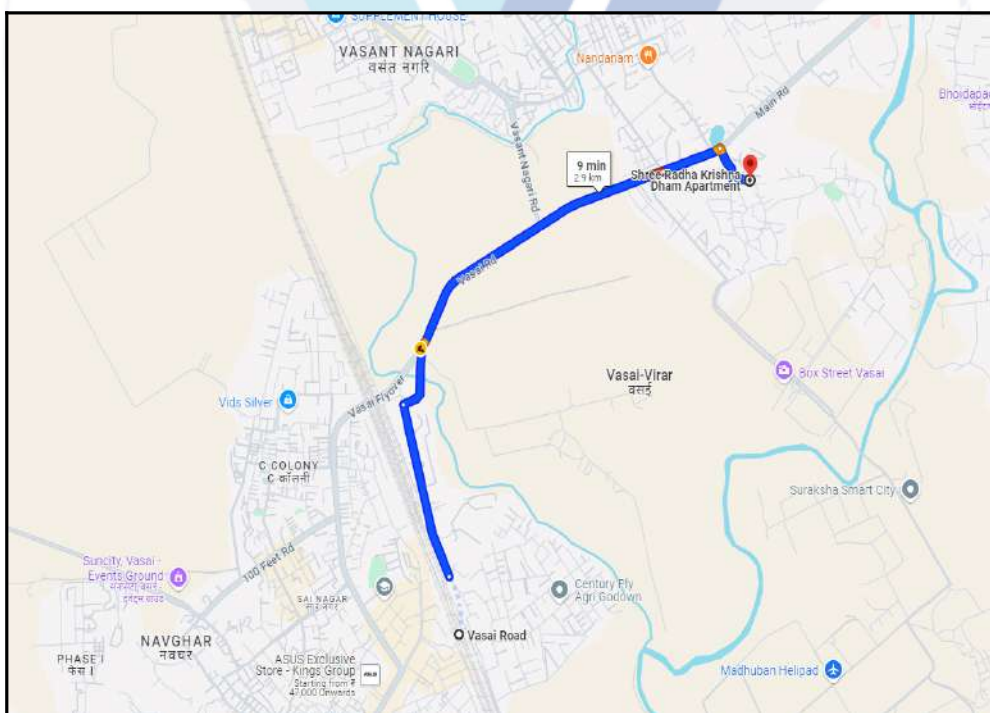 SUPPLEMENT HOUSE
VASANT NAGARI
वसंत नगरि
Nandanam
Main Rd
Vasant Nagari Rd
9 min
2.9 km
Shree Radha Krishna
Dham Apartment
Vasai Rd
Vasai-Virar
वसई
Box Street Vasai
Vids Silver
Vasai Flyover
C COLONY
C कॉलनी
Suraksha Smart City
100 Feet Rd
Suncity, Vasai -
Events Ground
SAI NAGAR
साई नगर
Century Ply
Agri Godown
Vasai Road
NAVGHAR
नवघर
PHASE I
फेस I
ASUS Exclusive
Store - Kings Group
Starting from ₹
47,000 Onwards
Madhuban Helipad